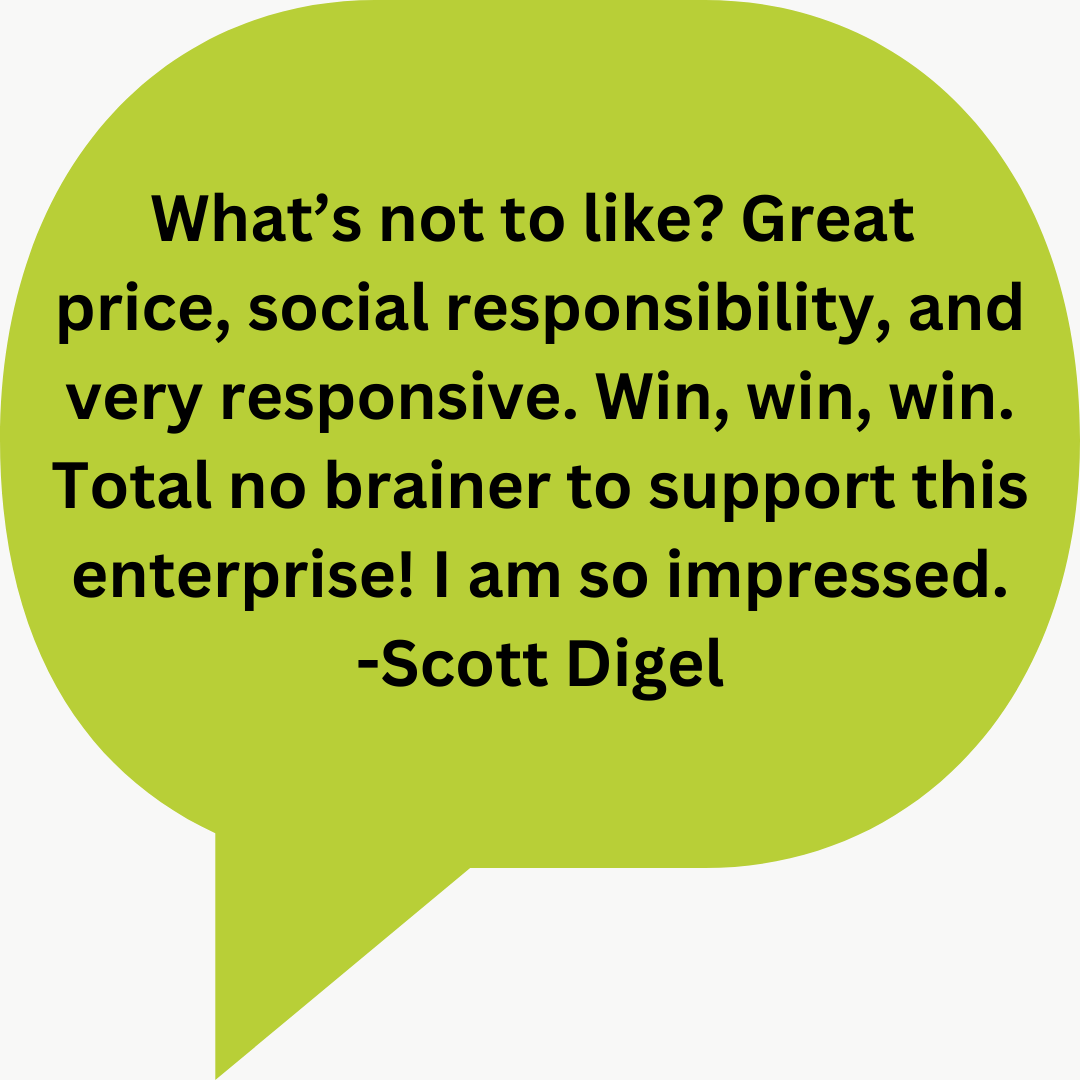 What’s not to like? Great
price, social responsibility, and
very responsive. Win, win, win.
Total no brainer to support this
enterprise! I am so impressed.
-Scott Digel